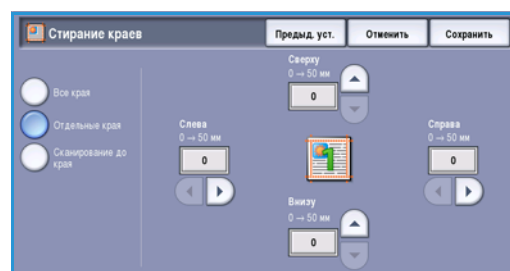 Стирание краев
Предыд. уст.
Отменить
Сохранить
Все края
Отдельные края
Сканирование до
края
Сверху
0 → 50 мм
0
Слева
0 → 50 мм
0
Справа
0 → 50 мм
0
Внизу
0 → 50 мм
0